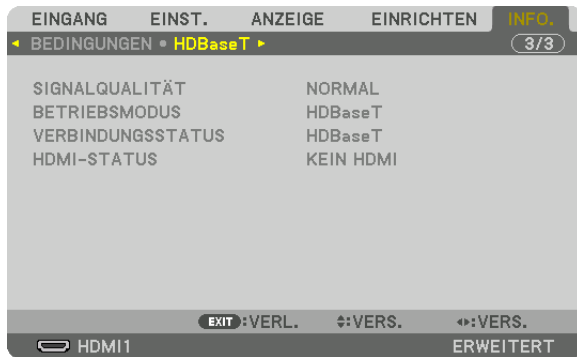 EINGANG EINST. ANZEIGE EINRICHTEN INFO.
◂ BEDINGUNGEN • HDBaseT ▸ 3/3
SIGNALQUALITÄT NORMAL
BETRIEBSMODUS HDBaseT
VERBINDUNGSSTATUS HDBaseT
HDMI-STATUS KEIN HDMI
EXIT :VERL. :VERS. :VERS.
HDMI1 ERWEITERT